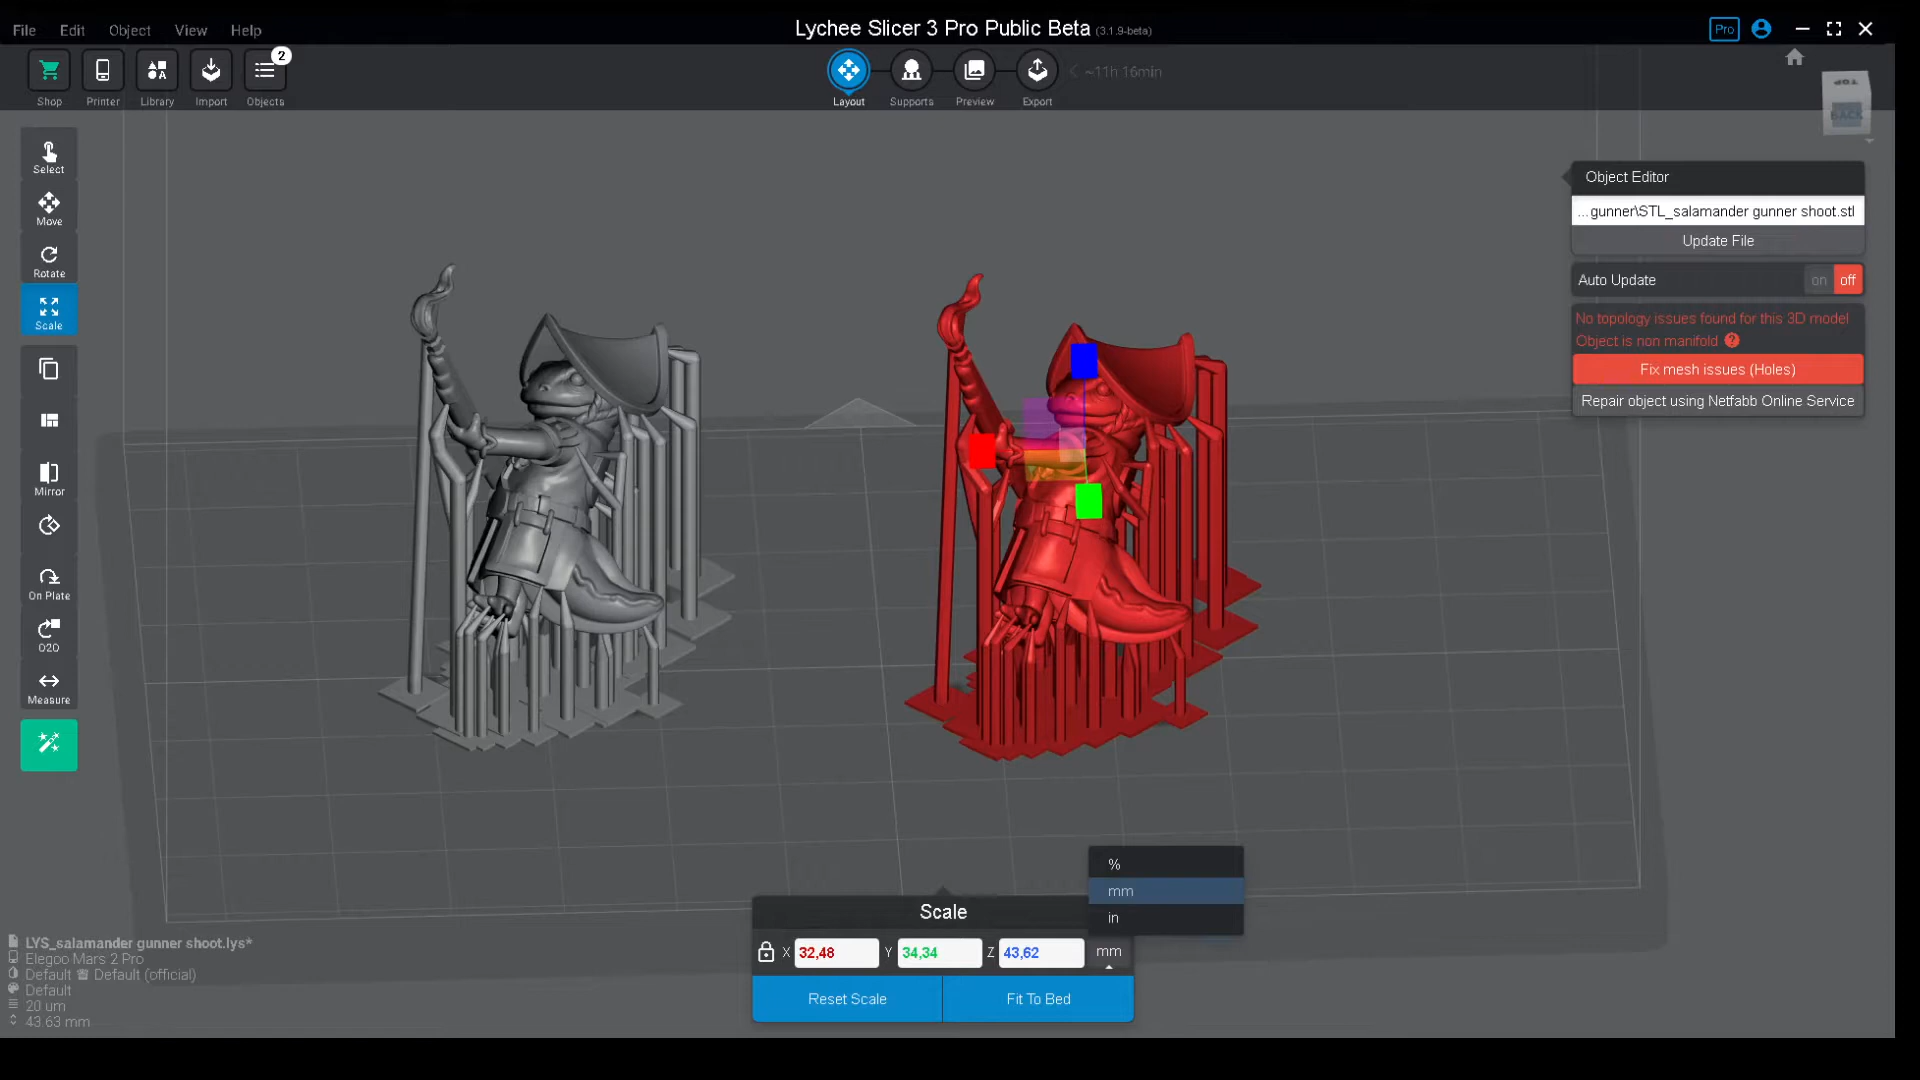 Lychee Slicer 3 Pro Public Beta (3.1.9-beta)
File Edit Object View Help
Pro
2
Shop Printer Library Import Objects
Layout Supports Preview Export
~11h 16min
TOP
BACK
Select
Move
Rotate
Scale
Mirror
On Plate
O2O
Measure
Object Editor
...gunner\STL_salamander gunner shoot.stl
Update File
Auto Update on off
No topology issues found for this 3D model
Object is non manifold ?
Fix mesh issues (Holes)
Repair object using Netfabb Online Service
%
mm
in
Scale
X 32,48 Y 34,34 Z 43,62 mm
Reset Scale Fit To Bed
LYS_salamander gunner shoot.lys*
Elegoo Mars 2 Pro
Default Default (official)
Default
20 um
43.63 mm